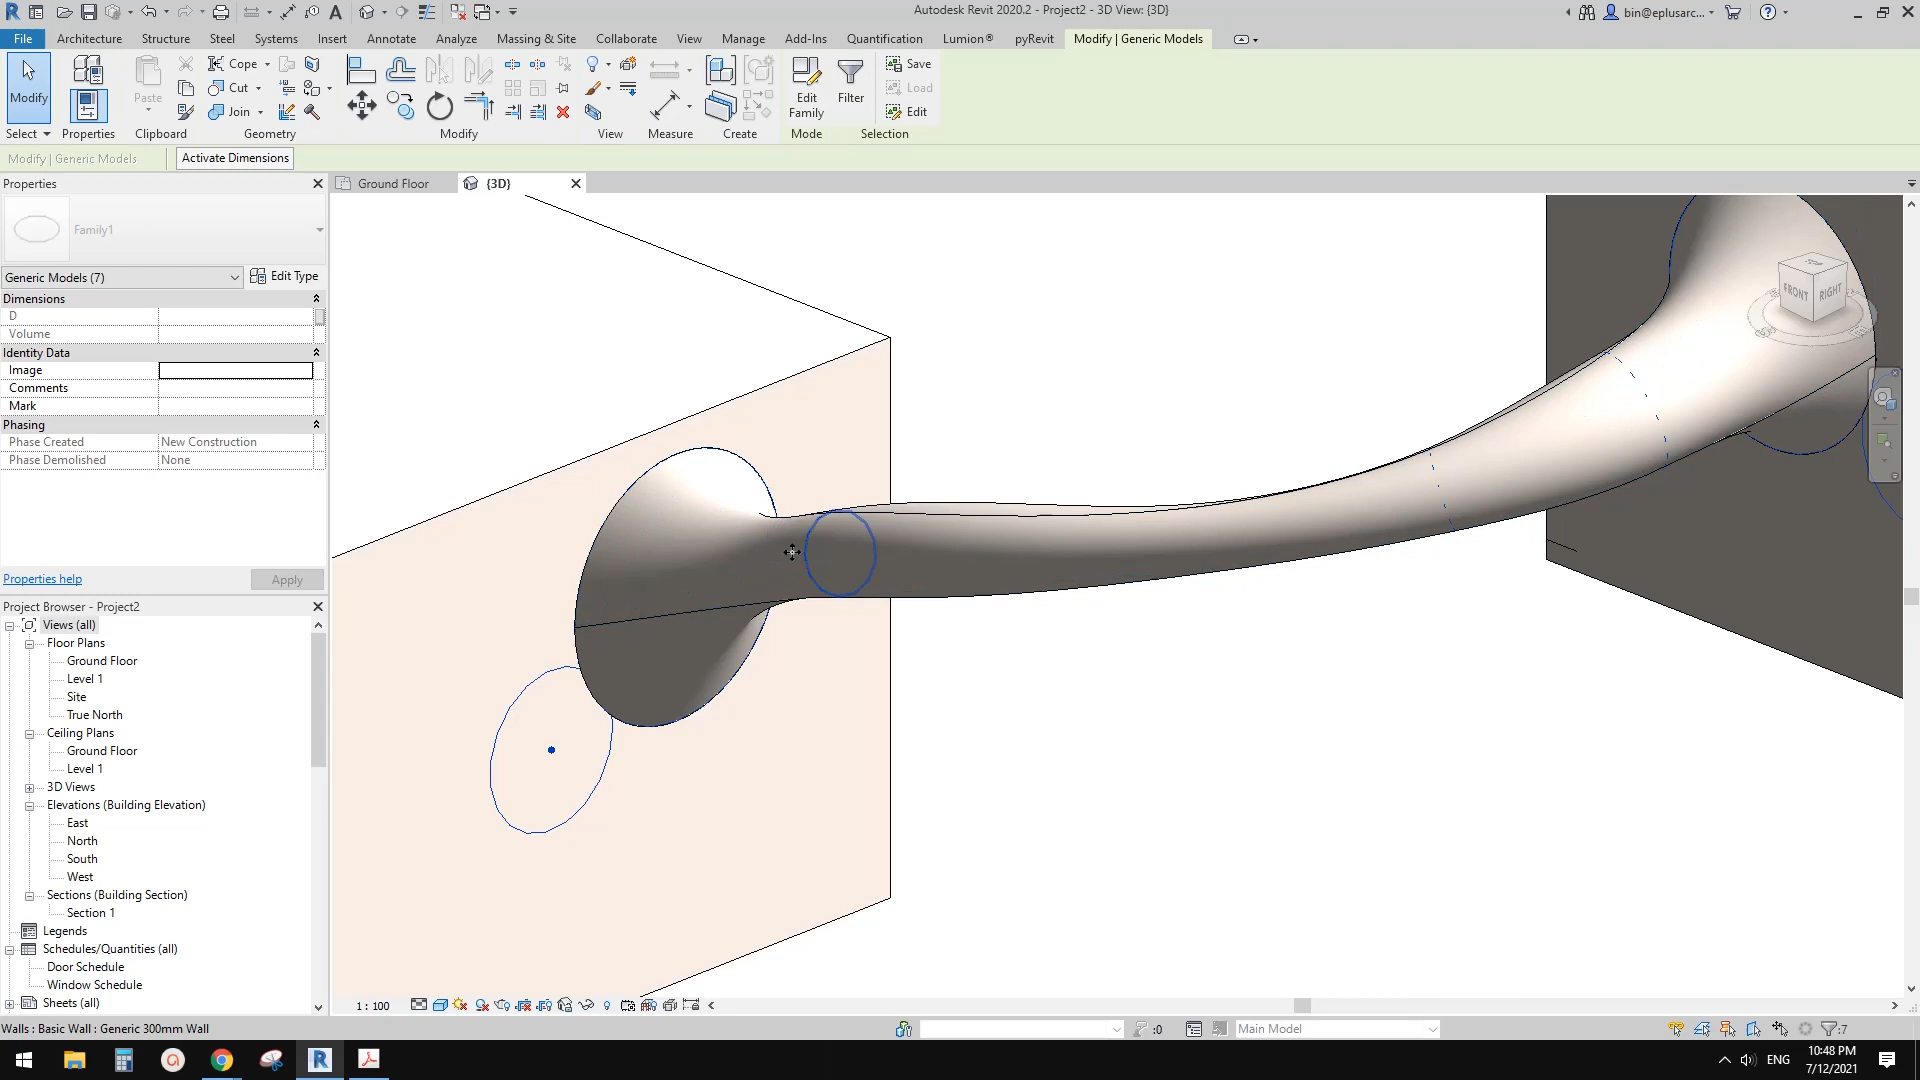 Autodesk Revit 2020.2 - Project2 - 3D View: {3D}
bin@eplusarc...
File Architecture Structure Steel Systems Insert Annotate Analyze Massing & Site Collaborate View Manage Add-Ins Quantification Lumion® pyRevit Modify | Generic Models
Modify
Paste
Cope
Cut
Join
Edit
Family
Filter
Save
Load
Edit
Select Properties Clipboard Geometry Modify View Measure Create Mode Selection
Modify | Generic Models
Activate Dimensions
Properties
Ground Floor
{3D}
Family1
Generic Models (7)
Edit Type
Dimensions
D
Volume
Identity Data
Image
Comments
Mark
Phasing
Phase Created New Construction
Phase Demolished None
Properties help
Apply
Project Browser - Project2
Views (all)
Floor Plans
Ground Floor
Level 1
Site
True North
Ceiling Plans
Ground Floor
Level 1
3D Views
Elevations (Building Elevation)
East
North
South
West
Sections (Building Section)
Section 1
Legends
Schedules/Quantities (all)
Door Schedule
Window Schedule
Sheets (all)
TOP
FRONT
RIGHT
1 : 100
Walls : Basic Wall : Generic 300mm Wall
:0
Main Model
:7
ENG
10:48 PM
7/12/2021